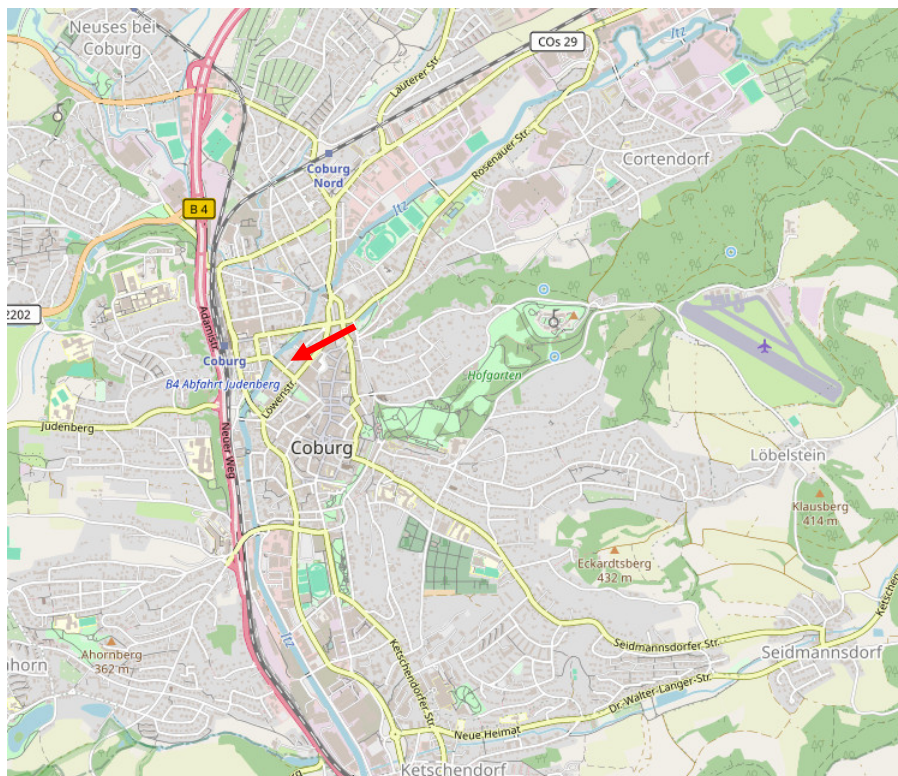 Neuses bei
Coburg
COs 29
Itz
Lauterer Str.
Coburg
Nord
Rosenauer Str.
Cortendorf
B 4
Itz
2202
Adamistr.
Coburg
B4 Abfahrt Judenberg
Hofgarten
Löwenstr.
Judenberg
Neuer Weg
Coburg
Löbelstein
Klausberg
414 m
Eckardtsberg
432 m
Ketschen
Itz
Seidmannsdorfer Str.
Ahornberg
362 m
nhorn
Seidmannsdorf
Ketschendorfer Str.
Dr.-Walter-Langer-Str.
Neue Heimat
Ketschendorf